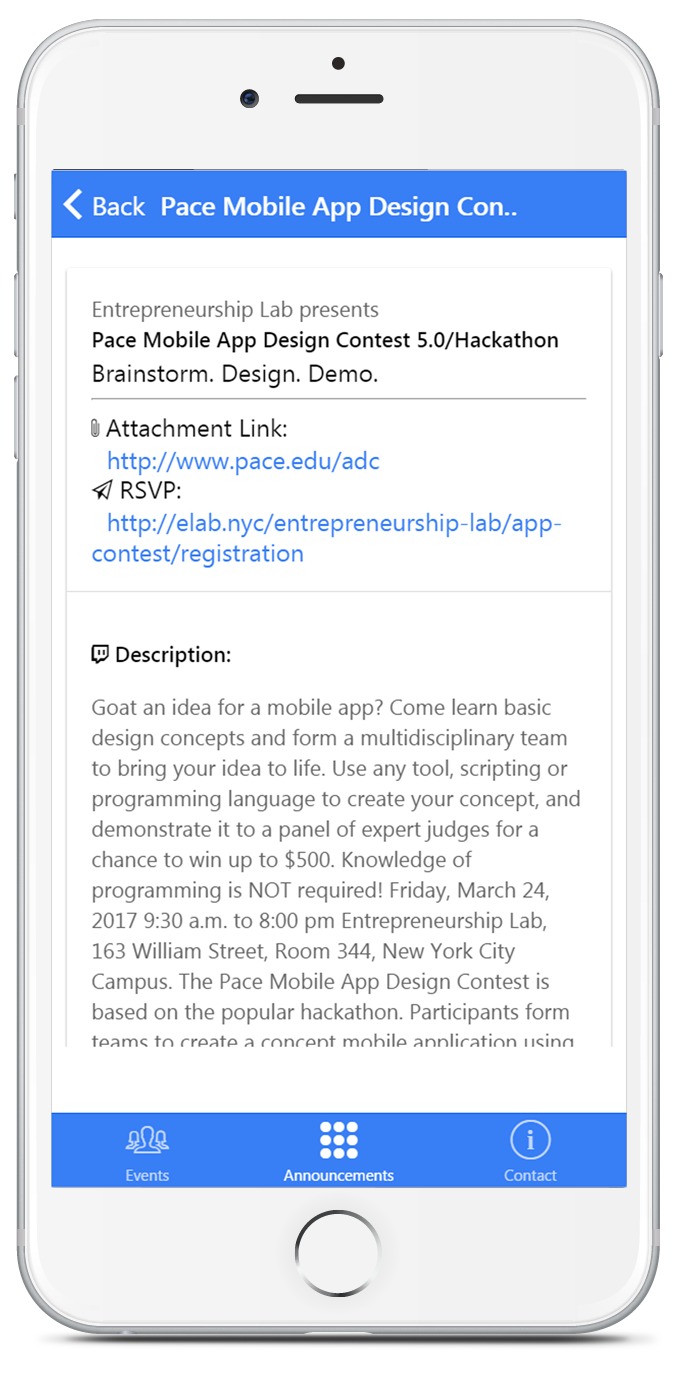 Back Pace Mobile App Design Con..
Entrepreneurship Lab presents
Pace Mobile App Design Contest 5.0/Hackathon
Brainstorm. Design. Demo.
Attachment Link:
http://www.pace.edu/adc
RSVP:
http://elab.nyc/entrepreneurship-lab/app-
contest/registration
Description:
Goat an idea for a mobile app? Come learn basic
design concepts and form a multidisciplinary team
to bring your idea to life. Use any tool, scripting or
programming language to create your concept, and
demonstrate it to a panel of expert judges for a
chance to win up to $500. Knowledge of
programming is NOT required! Friday, March 24,
2017 9:30 a.m. to 8:00 pm Entrepreneurship Lab,
163 William Street, Room 344, New York City
Campus. The Pace Mobile App Design Contest is
based on the popular hackathon. Participants form
teams to create a concept mobile application using
Events Announcements Contact